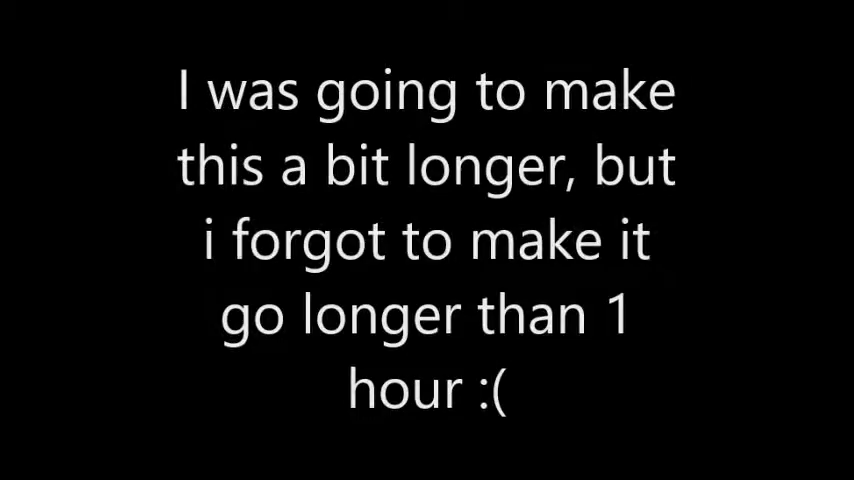 I was going to make
this a bit longer, but
i forgot to make it
go longer than 1
hour :(